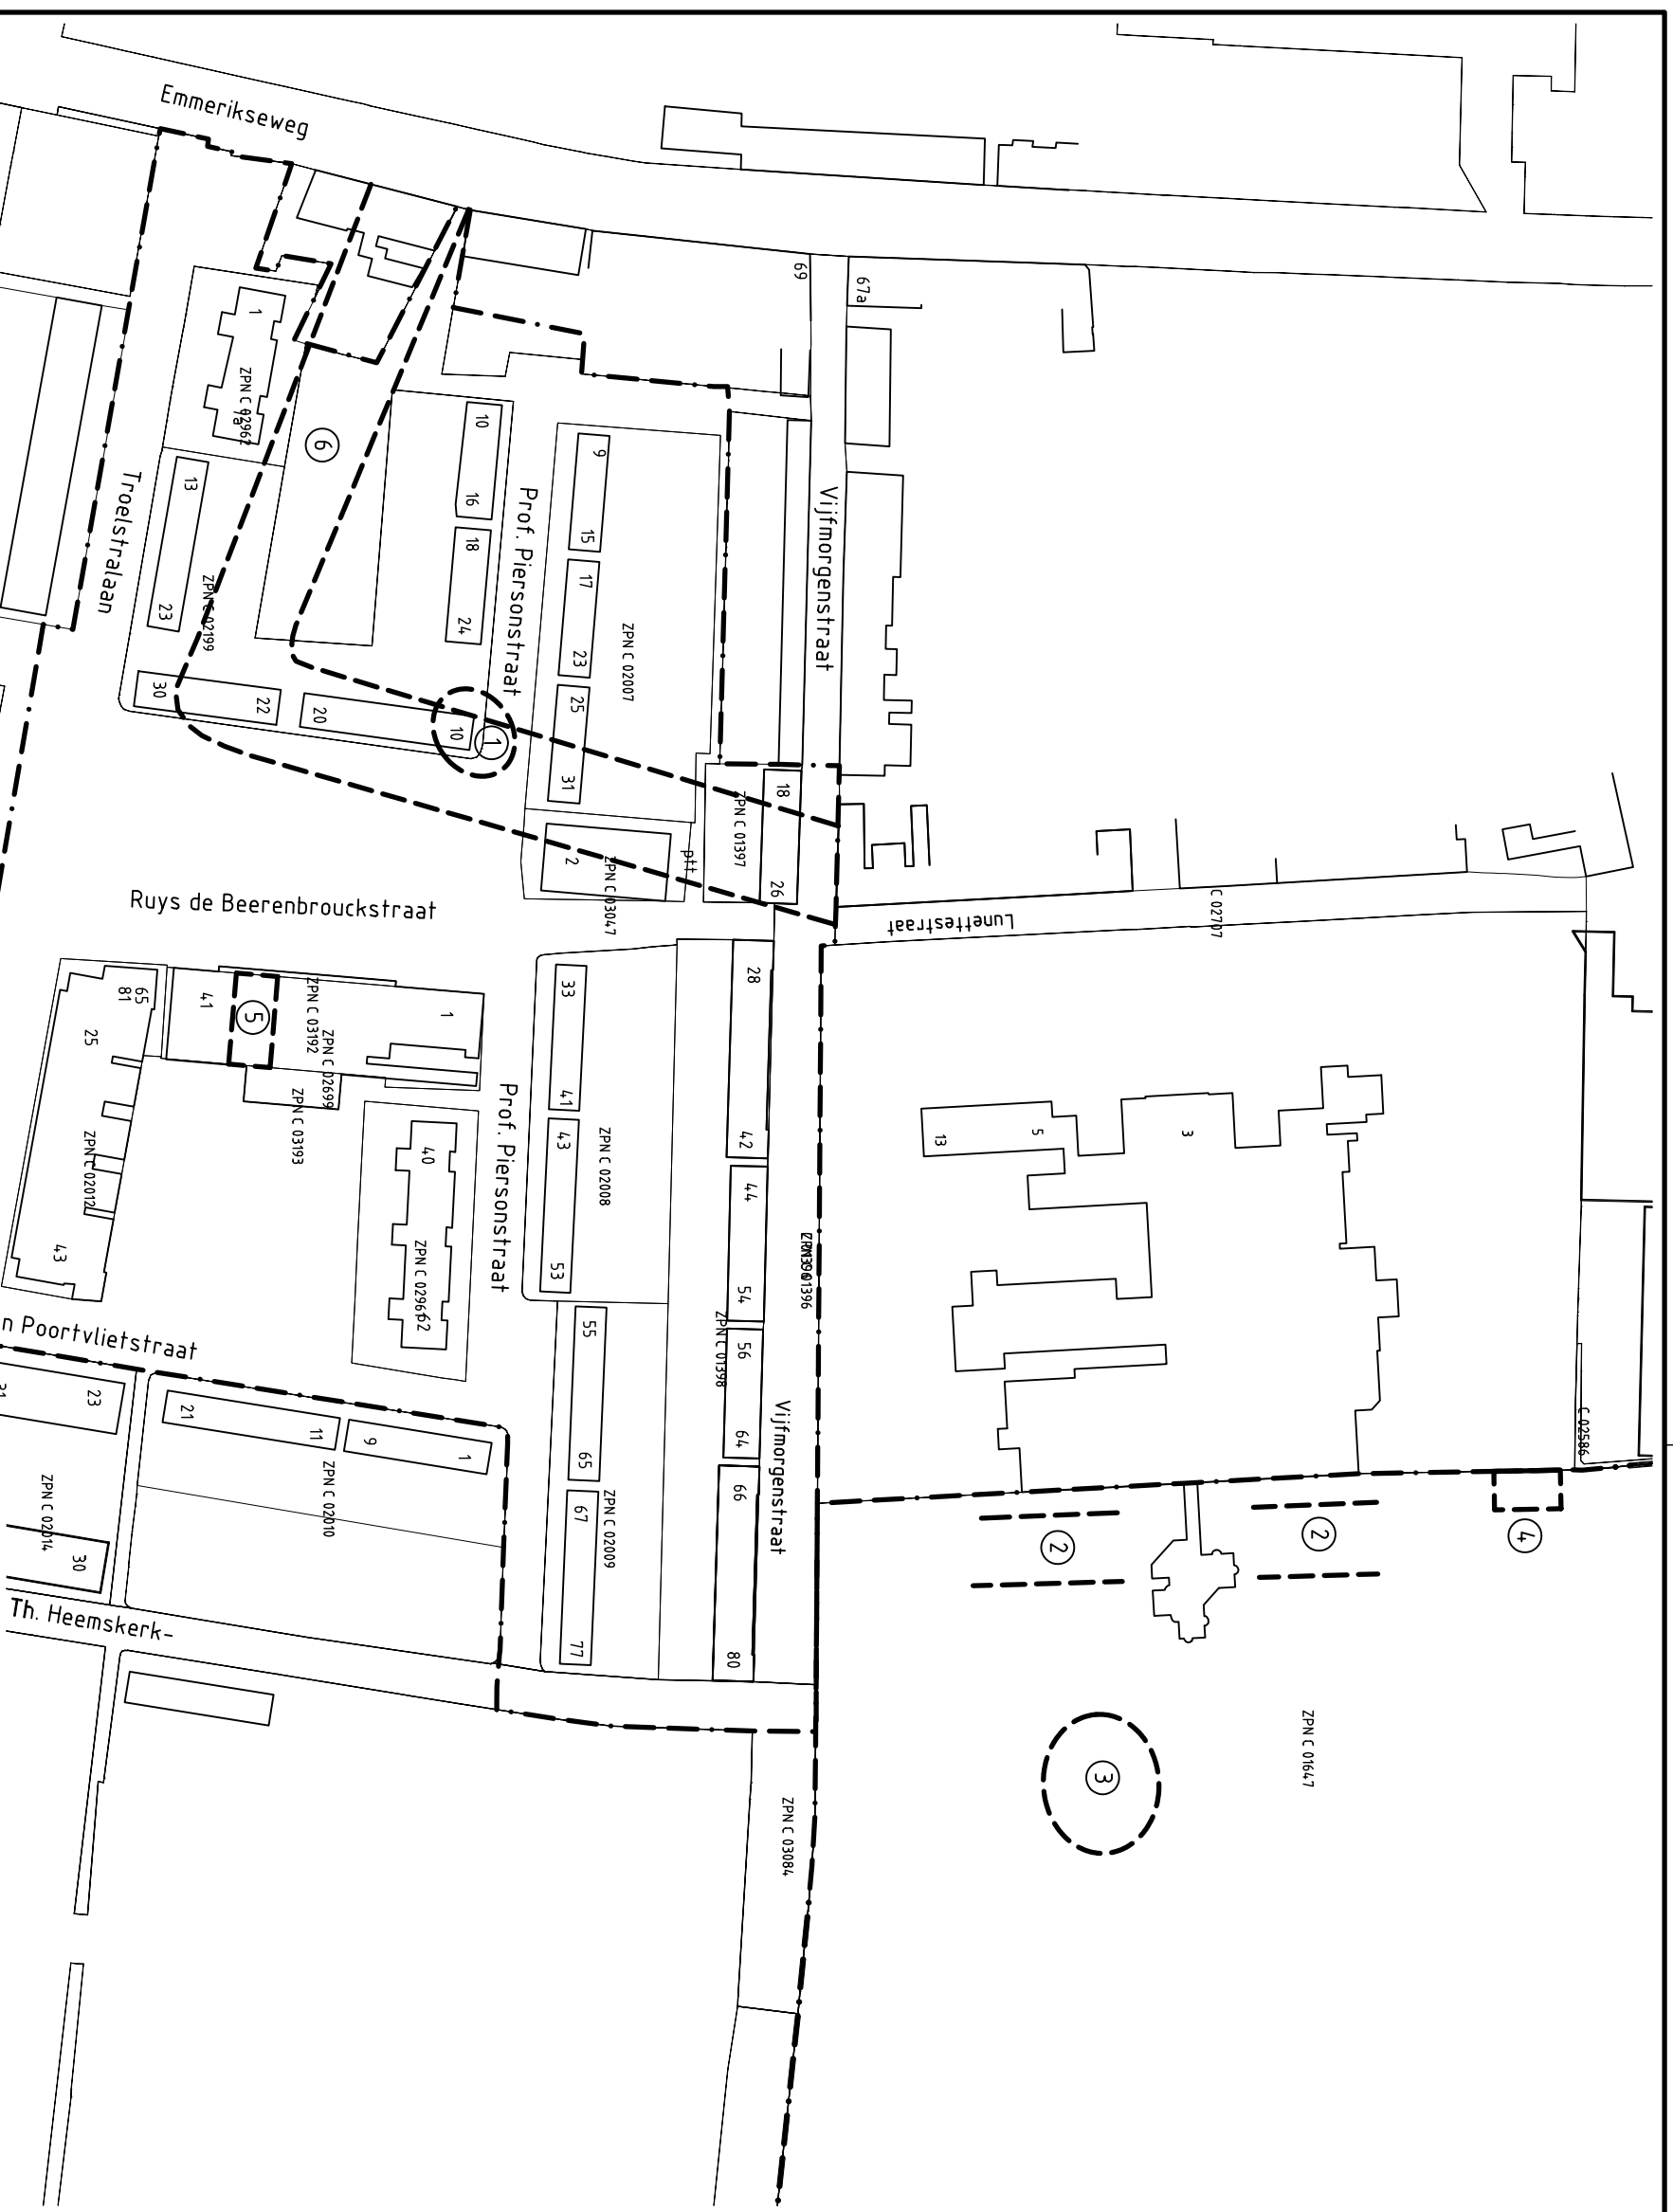 Emmerikseweg
69
67a
1
ZPN C 02962
6
10
16
18
24
9
15
17
23
25
31
13
23
Troelstralaan
ZPN C 02199
Prof. Piersonstraat
ZPN C 02007
Vijfmorgenstraat
30
22
20
10
1
18
26
ZPN C 01397
ptt
2
ZPN C 03047
Ruys de Beerenbrouckstraat
Lunettestraat
C 02707
65
81
41
5
ZPN C 03192
ZPN C 02699
ZPN C 03193
1
25
43
ZPN C 02012
40
ZPN C 02961
62
Prof. Piersonstraat
33
41
43
53
ZPN C 02008
28
42
44
54
56
64
66
80
ZPN C 01398
01396
Vijfmorgenstraat
13
5
3
C 02586
n Poortvlietstraat
23
21
11
9
1
ZPN C 02010
ZPN C 02014
30
55
65
67
77
ZPN C 02009
2
2
4
Th. Heemskerk-
3
ZPN C 01647
ZPN C 03084